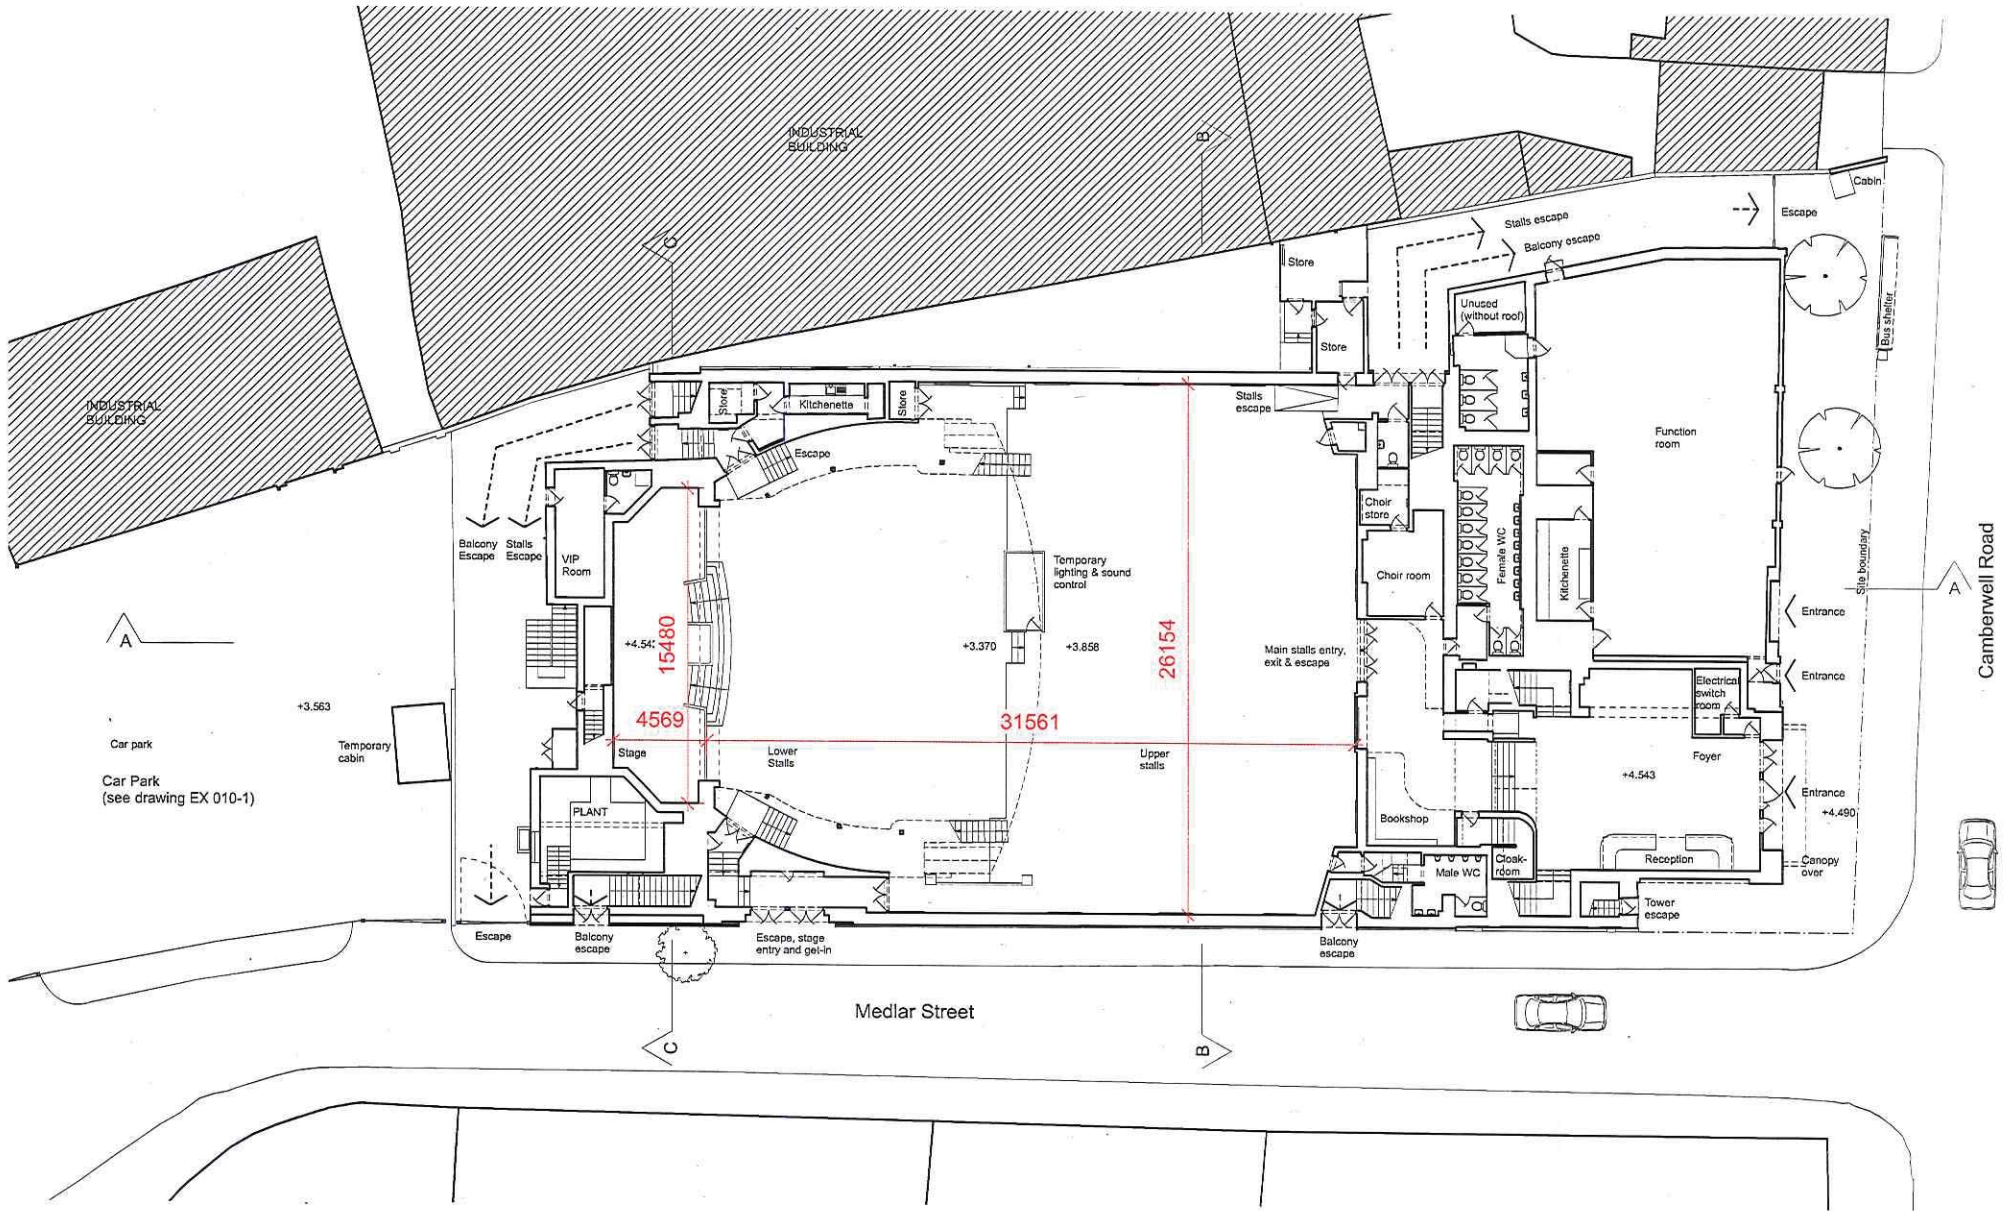 INDUSTRIAL
BUILDING
B
Cabin
C
Stalls escape
Balcony escape
Escape
Store
Unused
(without roof)
Bus shelter
Store
INDUSTRIAL
BUILDING
Store
Kitchenette
Store
Stalls
escape
Function
room
Escape
Choir
store
Balcony
Escape
Stalls
Escape
VIP
Room
Temporary
lighting & sound
control
Choir room
Female WC
Kitchenette
Site boundary
A
Camberwell Road
Entrance
A
15480
+3.370
+3.858
26154
Main stalls entry,
exit & escape
Entrance
Electrical
switch
room
+3.563
4569
31561
Car park
Temporary
cabin
Stage
Lower
Stalls
Upper
stalls
Foyer
+4.543
Car Park
(see drawing EX 010-1)
Entrance
+4.490
PLANT
Bookshop
Reception
Canopy
over
Cloak-
room
Male WC
Tower
escape
Escape
Balcony
escape
Escape, stage
entry and get-in
Balcony
escape
Medlar Street
C
B